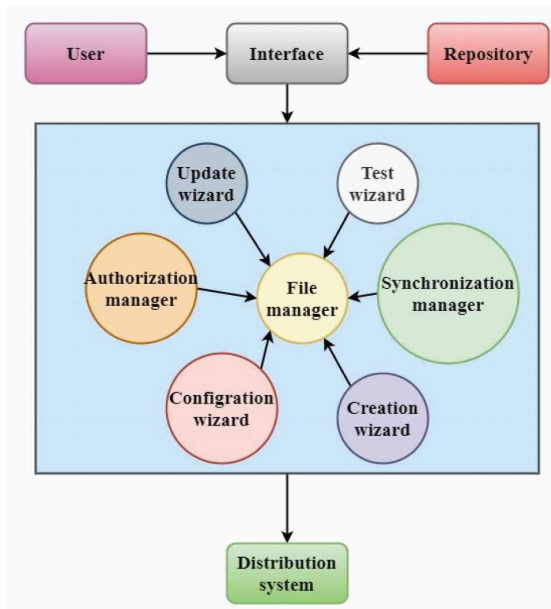 User
Interface
Repository
Update
wizard
Test
wizard
Authorization
manager
File
manager
Synchronization
manager
Configration
wizard
Creation
wizard
Distribution
system